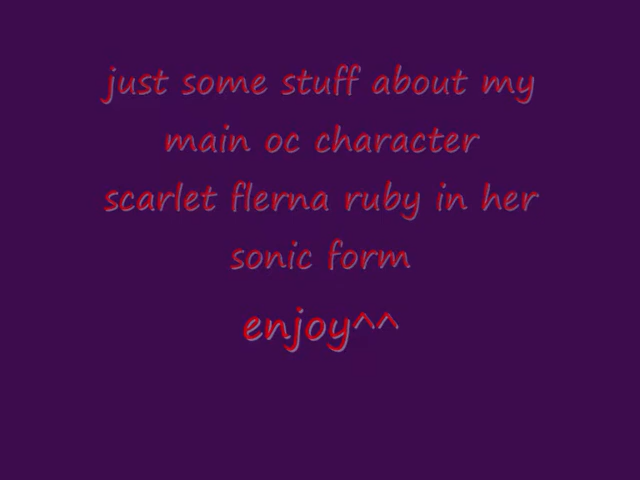 just some stuff about my
main oc character
scarlet flerna ruby in her
sonic form
enjoy^^